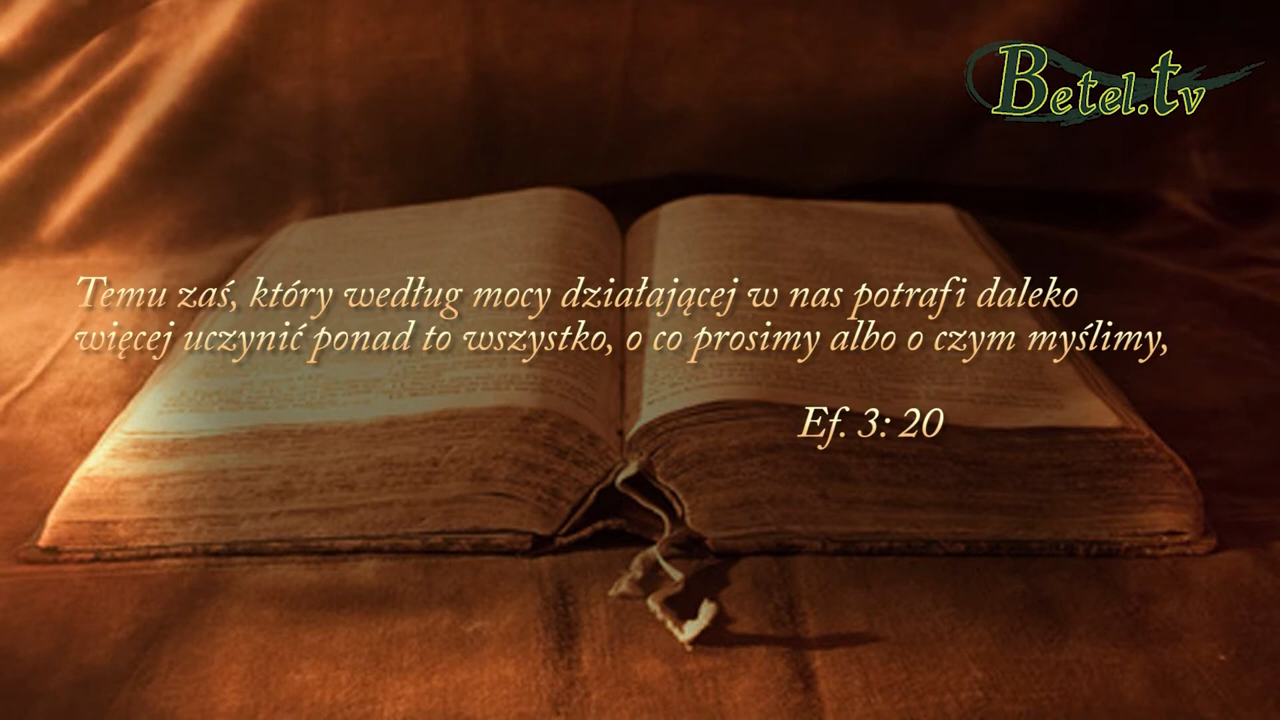 Betel.tv
Temu zaś, który według mocy działającej w nas potrafi daleko
więcej uczynić ponad to wszystko, o co prosimy albo o czym myślimy,
Ef. 3: 20